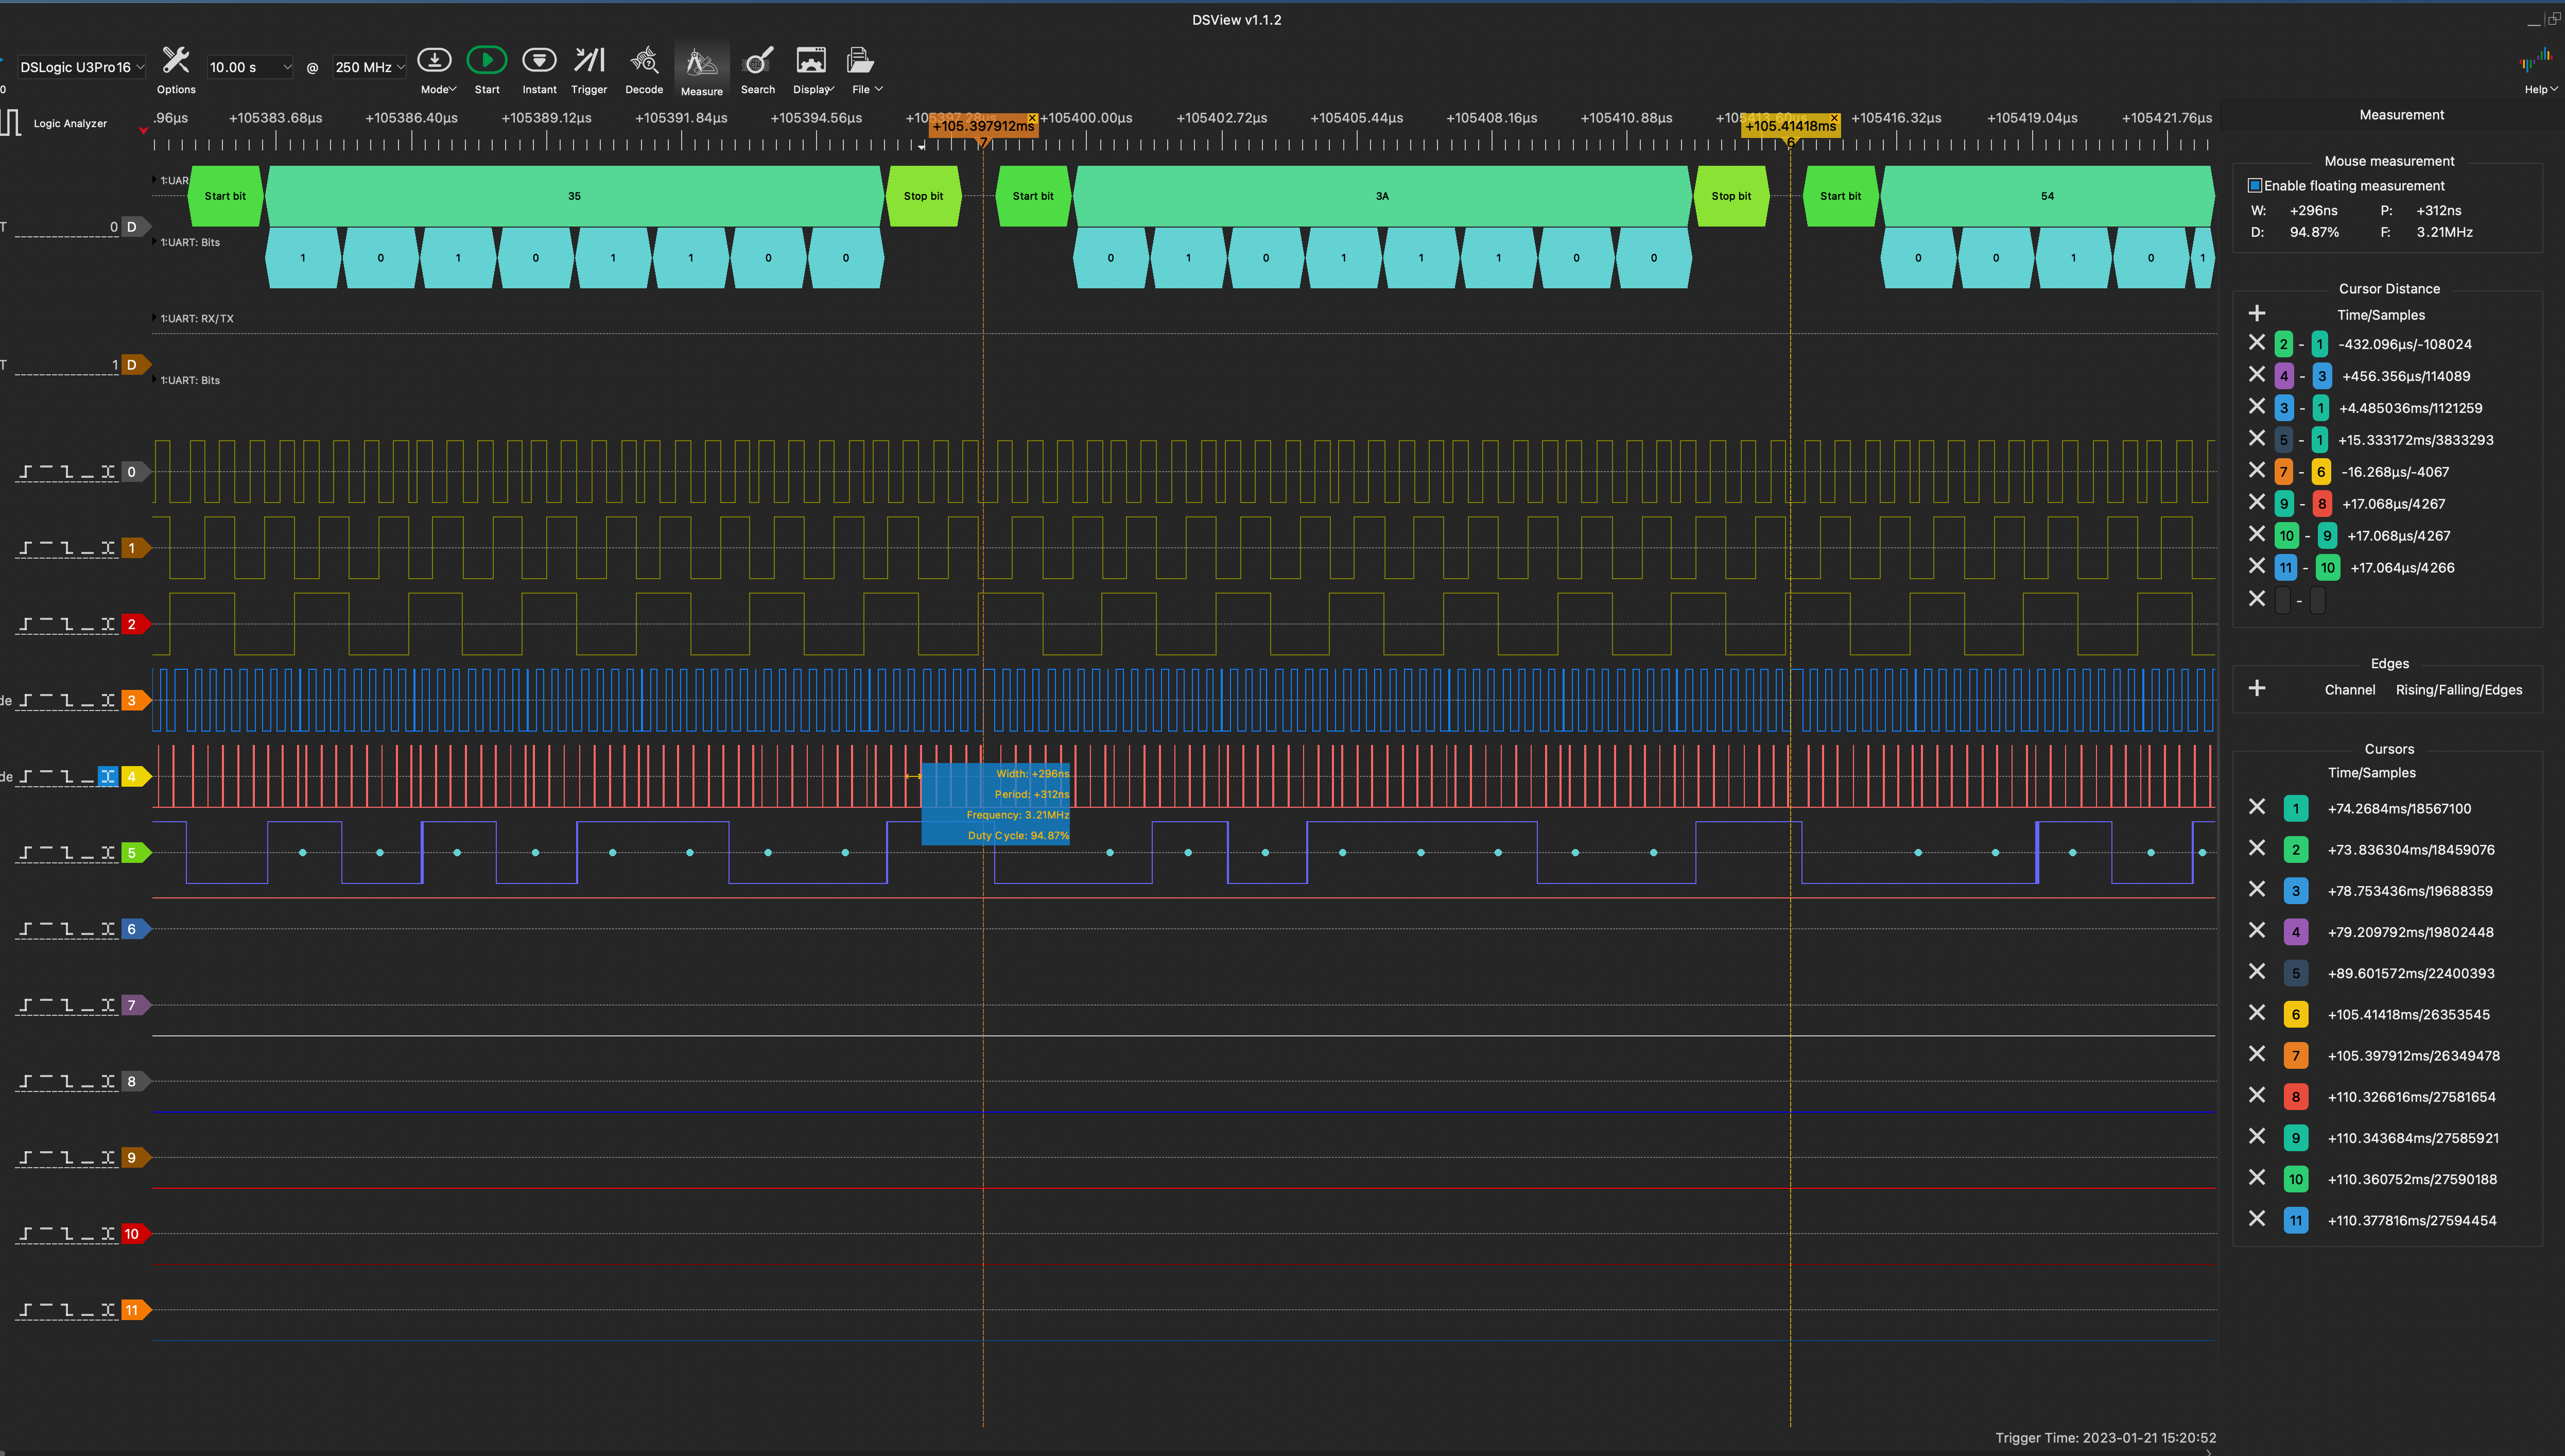 DSView v1.1.2
DSLogic U3Pro16
10.00 s
@
250 MHz
0
Options
Mode
Start
Instant
Trigger
Decode
Measure
Search
Display
File
Help
Logic Analyzer
.96µs
+105383.68µs
+105386.40µs
+105389.12µs
+105391.84µs
+105394.56µs
+105397.28µs
+105400.00µs
+105402.72µs
+105405.44µs
+105408.16µs
+105410.88µs
+105413.60µs
+105416.32µs
+105419.04µs
+105421.76µs
+105.397912ms
7
+105.41418ms
6
1:UAR
Start bit
35
Stop bit
Start bit
3A
Stop bit
Start bit
54
T
0
D
1:UART: Bits
1 0 1 0 1 1 0 0
0 1 0 1 1 1 0 0
0 0 1 0 1
1:UART: RX/TX
T
1
D
1:UART: Bits
0
1
2
de
3
de
4
Width: +296ns
Period: +312ns
Frequency: 3.21MHz
Duty Cycle: 94.87%
5
6
7
8
9
10
11
Trigger Time: 2023-01-21 15:20:52
Measurement
Mouse measurement
Enable floating measurement
W: +296ns P: +312ns
D: 94.87% F: 3.21MHz
Cursor Distance
Time/Samples
2 - 1 -432.096µs/-108024
4 - 3 +456.356µs/114089
3 - 1 +4.485036ms/1121259
5 - 1 +15.333172ms/3833293
7 - 6 -16.268µs/-4067
9 - 8 +17.068µs/4267
10 - 9 +17.068µs/4267
11 - 10 +17.064µs/4266
-
Edges
Channel Rising/Falling/Edges
Cursors
Time/Samples
1 +74.2684ms/18567100
2 +73.836304ms/18459076
3 +78.753436ms/19688359
4 +79.209792ms/19802448
5 +89.601572ms/22400393
6 +105.41418ms/26353545
7 +105.397912ms/26349478
8 +110.326616ms/27581654
9 +110.343684ms/27585921
10 +110.360752ms/27590188
11 +110.377816ms/27594454